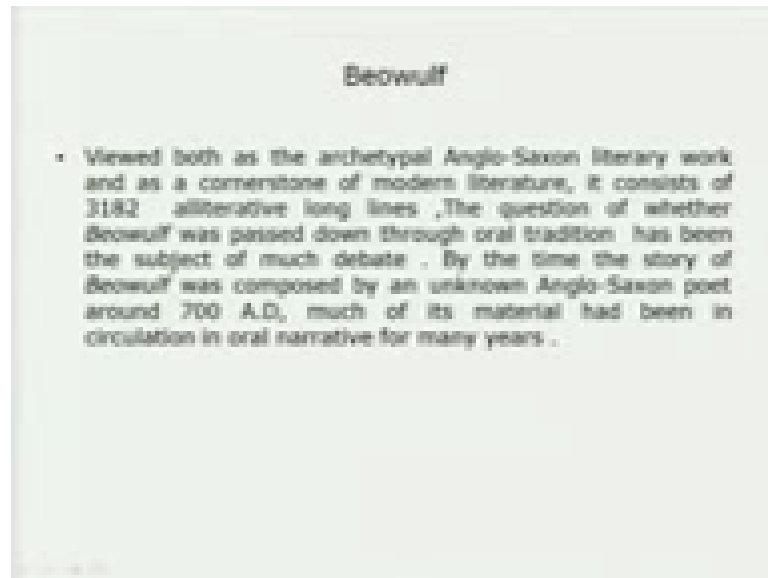 Beowulf
• Viewed both as the archetypal Anglo-Saxon literary work
and as a cornerstone of modern literature, it consists of
3182 alliterative long lines ,The question of whether
Beowulf was passed down through oral tradition has been
the subject of much debate . By the time the story of
Beowulf was composed by an unknown Anglo-Saxon poet
around 700 A.D, much of its material had been in
circulation in oral narrative for many years .